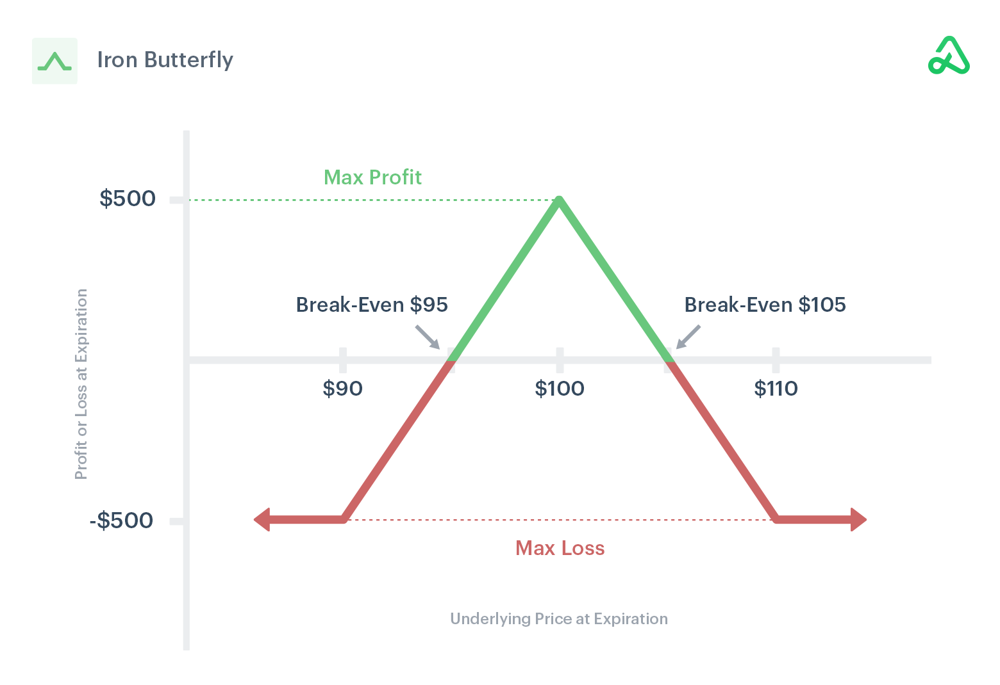 Iron Butterfly
Max Profit
$500
Break-Even $95
Break-Even $105
Profit or Loss at Expiration
$90
$100
$110
-$500
Max Loss
Underlying Price at Expiration